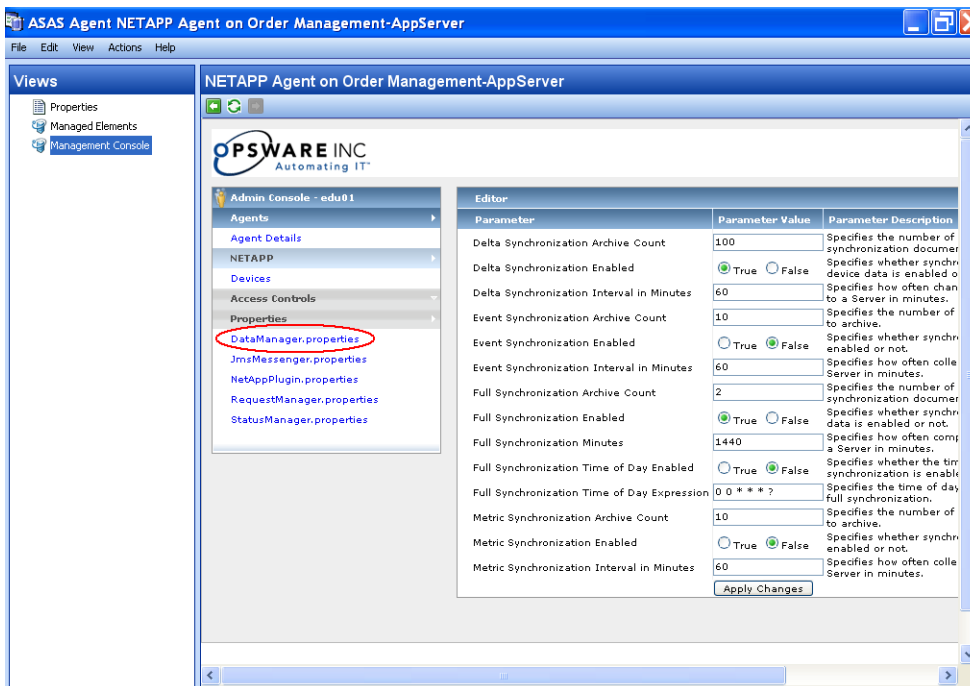 ASAS Agent NETAPP Agent on Order Management-AppServer
File Edit View Actions Help
Views
Properties
Managed Elements
Management Console
NETAPP Agent on Order Management-AppServer
OPSWARE INC
Automating IT™
Admin Console - edu01
Agents
Agent Details
NETAPP
Devices
Access Controls
Properties
DataManager.properties
JmsMessenger.properties
NetAppPlugin.properties
RequestManager.properties
StatusManager.properties
Editor
Parameter Parameter Value Parameter Description
Delta Synchronization Archive Count 100 Specifies the number of
synchronization documer
Delta Synchronization Enabled True False Specifies whether synchr
device data is enabled o
Delta Synchronization Interval in Minutes 60 Specifies how often chan
to a Server in minutes.
Event Synchronization Archive Count 10 Specifies the number of
to archive.
Event Synchronization Enabled True False Specifies whether synchr
enabled or not.
Event Synchronization Interval in Minutes 60 Specifies how often colle
Server in minutes.
Full Synchronization Archive Count 2 Specifies the number of
synchronization documer
Full Synchronization Enabled True False Specifies whether synchr
data is enabled or not.
Full Synchronization Minutes 1440 Specifies how often comp
a Server in minutes.
Full Synchronization Time of Day Enabled True False Specifies whether the tim
synchronization is enable
Full Synchronization Time of Day Expression 0 0 * * * ? Specifies the time of day
full synchronization.
Metric Synchronization Archive Count 10 Specifies the number of
to archive.
Metric Synchronization Enabled True False Specifies whether synchr
enabled or not.
Metric Synchronization Interval in Minutes 60 Specifies how often colle
Server in minutes.
Apply Changes